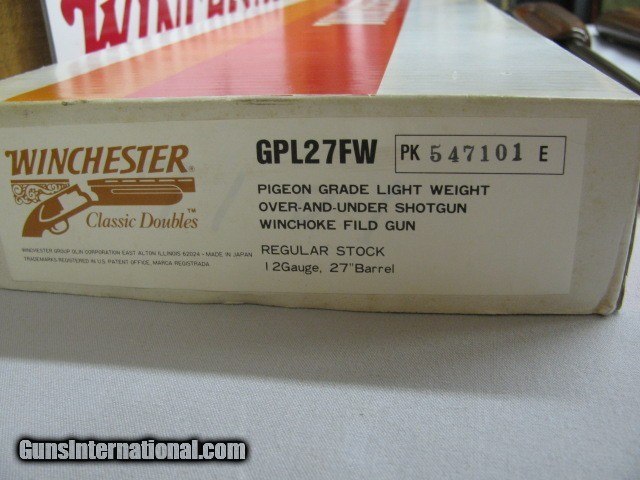 WINCHESTER
WINCHESTER®
Classic Doubles™
WINCHESTER GROUP OLIN CORPORATION EAST ALTON, ILLINOIS 62024 - MADE IN JAPAN
TRADEMARKS REGISTERED IN U.S. PATENT OFFICE, MARCA REGISTRADA
GPL27FW
PK 547101 E
PIGEON GRADE LIGHT WEIGHT
OVER-AND-UNDER SHOTGUN
WINCHOKE FILD GUN
REGULAR STOCK
12Gauge, 27"Barrel
GunsInternational.com